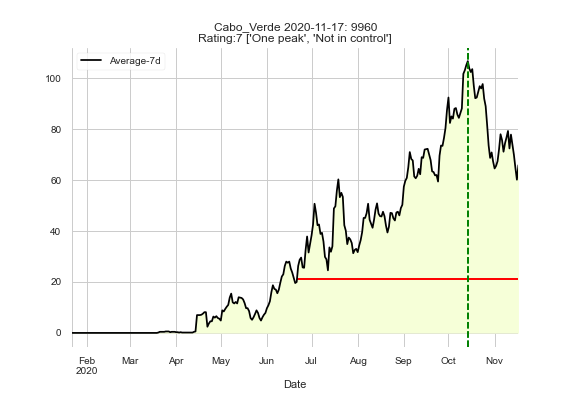 Cabo_Verde 2020-11-17: 9960
Rating:7 ['One peak', 'Not in control']
Average-7d
100
80
60
40
20
0
Feb Mar Apr May Jun Jul Aug Sep Oct Nov
2020
Date